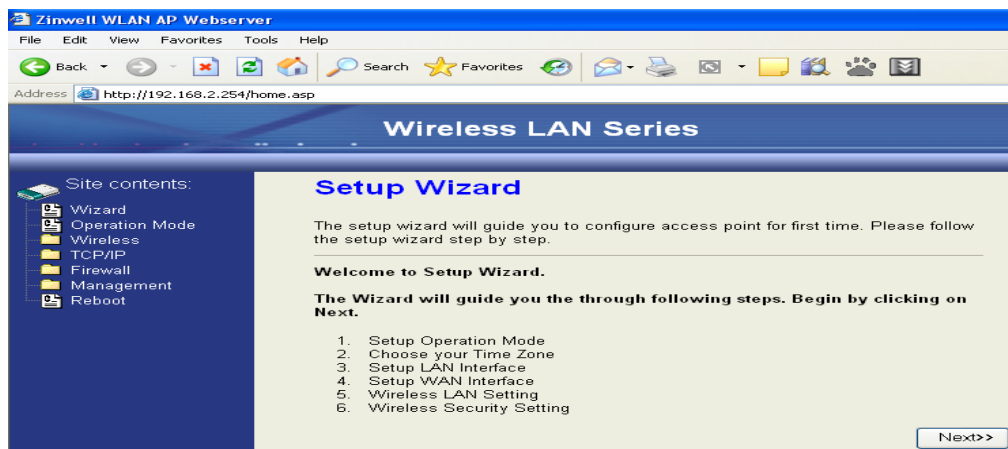 Zinwell WLAN AP Webserver
File Edit View Favorites Tools Help
Back Search Favorites
Address http://192.168.2.254/home.asp
Wireless LAN Series
Site contents:
Wizard
Operation Mode
Wireless
TCP/IP
Firewall
Management
Reboot
Setup Wizard
The setup wizard will guide you to configure access point for first time. Please follow
the setup wizard step by step.
Welcome to Setup Wizard.
The Wizard will guide you the through following steps. Begin by clicking on
Next.
1. Setup Operation Mode
2. Choose your Time Zone
3. Setup LAN Interface
4. Setup WAN Interface
5. Wireless LAN Setting
6. Wireless Security Setting
Next>>